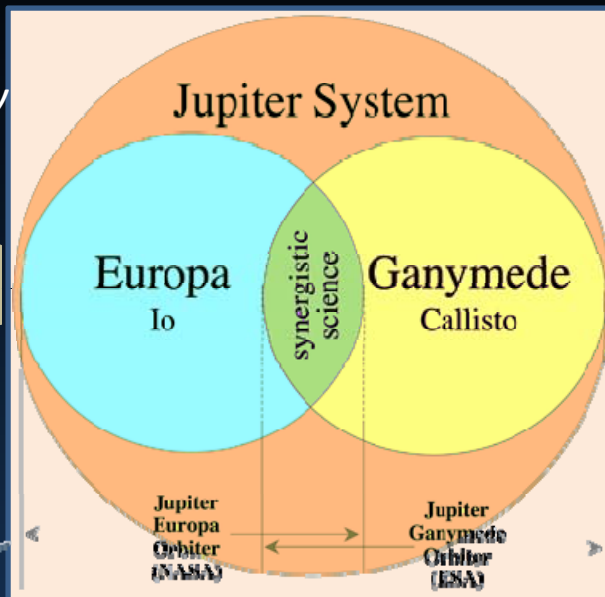 Jupiter System
Europa
Io
synergistic
science
Ganymede
Callisto
Jupiter
Europa
Orbiter
(NASA)
Jupiter
Ganymede
Orbiter
(ESA)